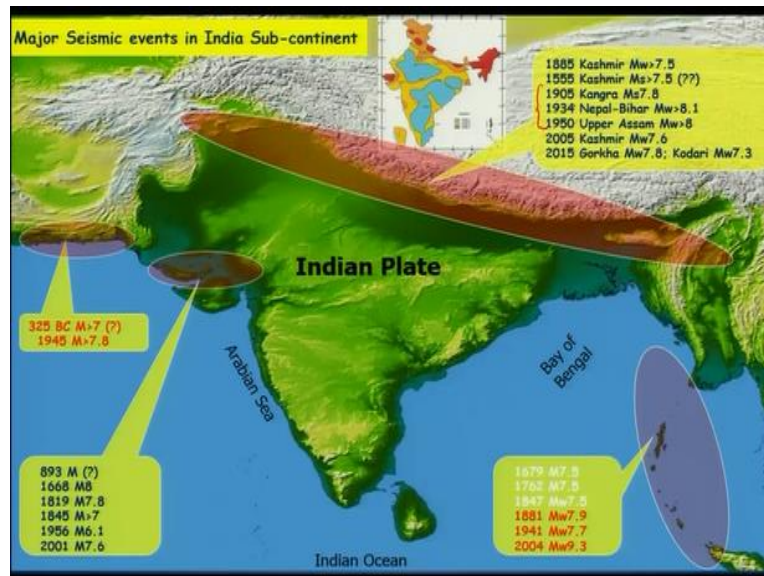 Major Seismic events in India Sub-continent
1885 Kashmir Mw>7.5
1555 Kashmir Ms>7.5 (??)
1905 Kangra Ms7.8
1934 Nepal-Bihar Mw>8.1
1950 Upper Assam Mw>8
2005 Kashmir Mw7.6
2015 Gorkha Mw7.8; Kodari Mw7.3
Indian Plate
325 BC M>7 (?)
1945 M>7.8
Arabian Sea
Bay of
Bengal
893 M (?)
1668 M8
1819 M7.8
1845 M>7
1956 M6.1
2001 M7.6
1679 M7.5
1762 M7.5
1847 Mw7.5
1881 Mw7.9
1941 Mw7.7
2004 Mw9.3
Indian Ocean